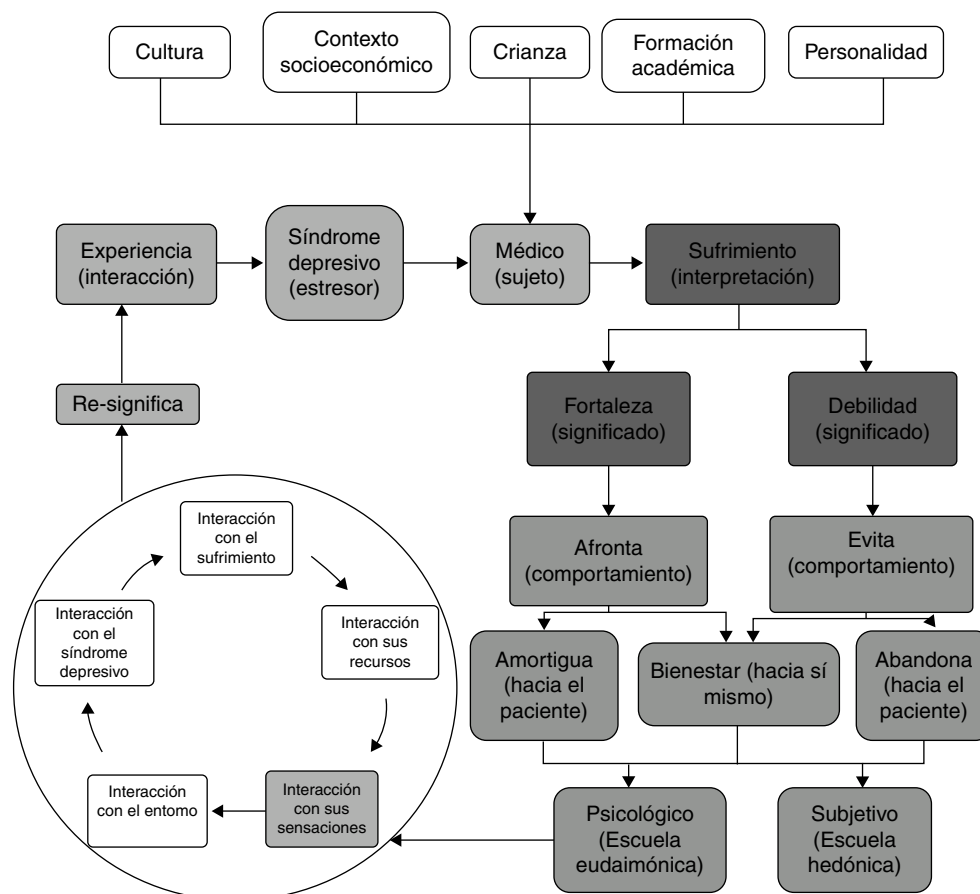 Cultura
Contexto
socioeconómico
Crianza
Formación
académica
Personalidad
Experiencia
(interacción)
Síndrome
depresivo
(estresor)
Médico
(sujeto)
Sufrimiento
(interpretación)
Re-significa
Fortaleza
(significado)
Debilidad
(significado)
Interacción
con el
sufrimiento
Afronta
(comportamiento)
Evita
(comportamiento)
Interacción
con el
síndrome
depresivo
Interacción
con sus
recursos
Amortigua
(hacia el
paciente)
Bienestar (hacia sí
mismo)
Abandona
(hacia el
paciente)
Interacción
con el entomo
Interacción
con sus
sensaciones
Psicológico
(Escuela
eudaimónica)
Subjetivo
(Escuela
hedónica)